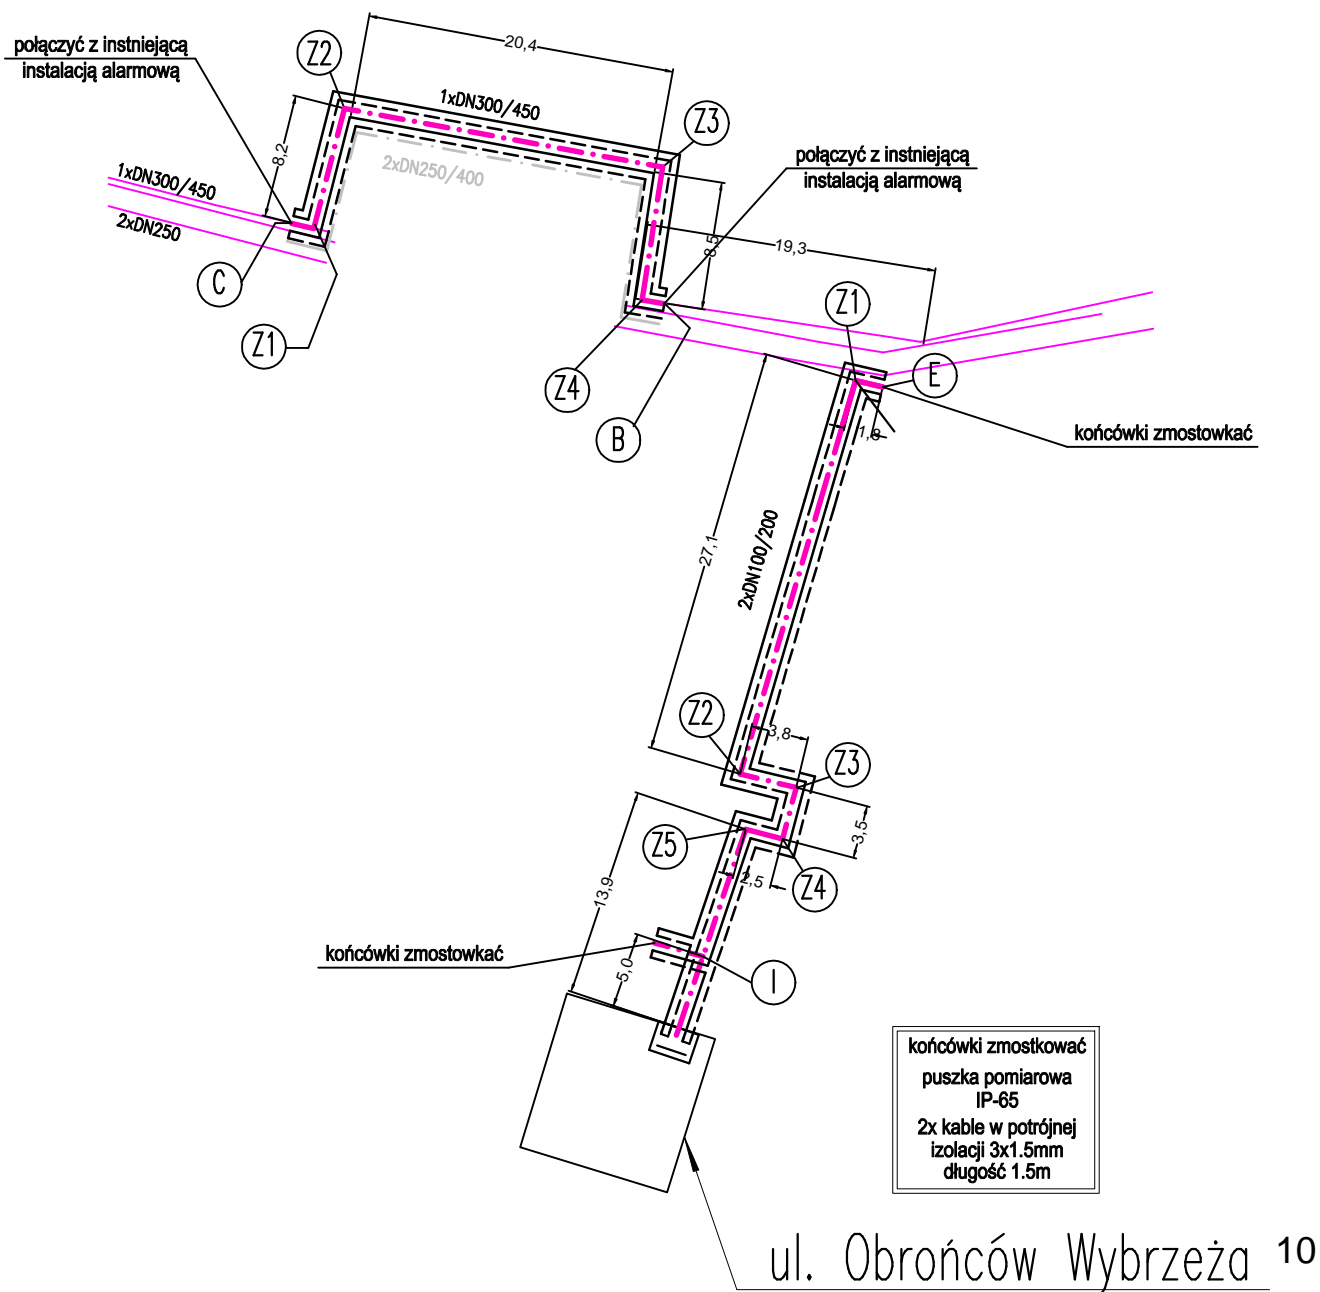 połączyć z instniejącą
instalacją alarmową
Z2
20,4
1xDN300/450
Z3
8,2
2xDN250/400
połączyć z instniejącą
instalacją alarmową
1xDN300/450
2xDN250
8,5
19,3
C
Z1
Z1
Z4
E
B
1,8
końcówki zmostowkać
27,1
2xDN100/200
Z2
3,8
Z3
3,5
Z5
2,5
Z4
13,9
końcówki zmostowkać
5,0
I
końcówki zmostkować
puszka pomiarowa
IP-65
2x kable w potrójnej
izolacji 3x1.5mm
długość 1.5m
ul. Obrońców Wybrzeża 10